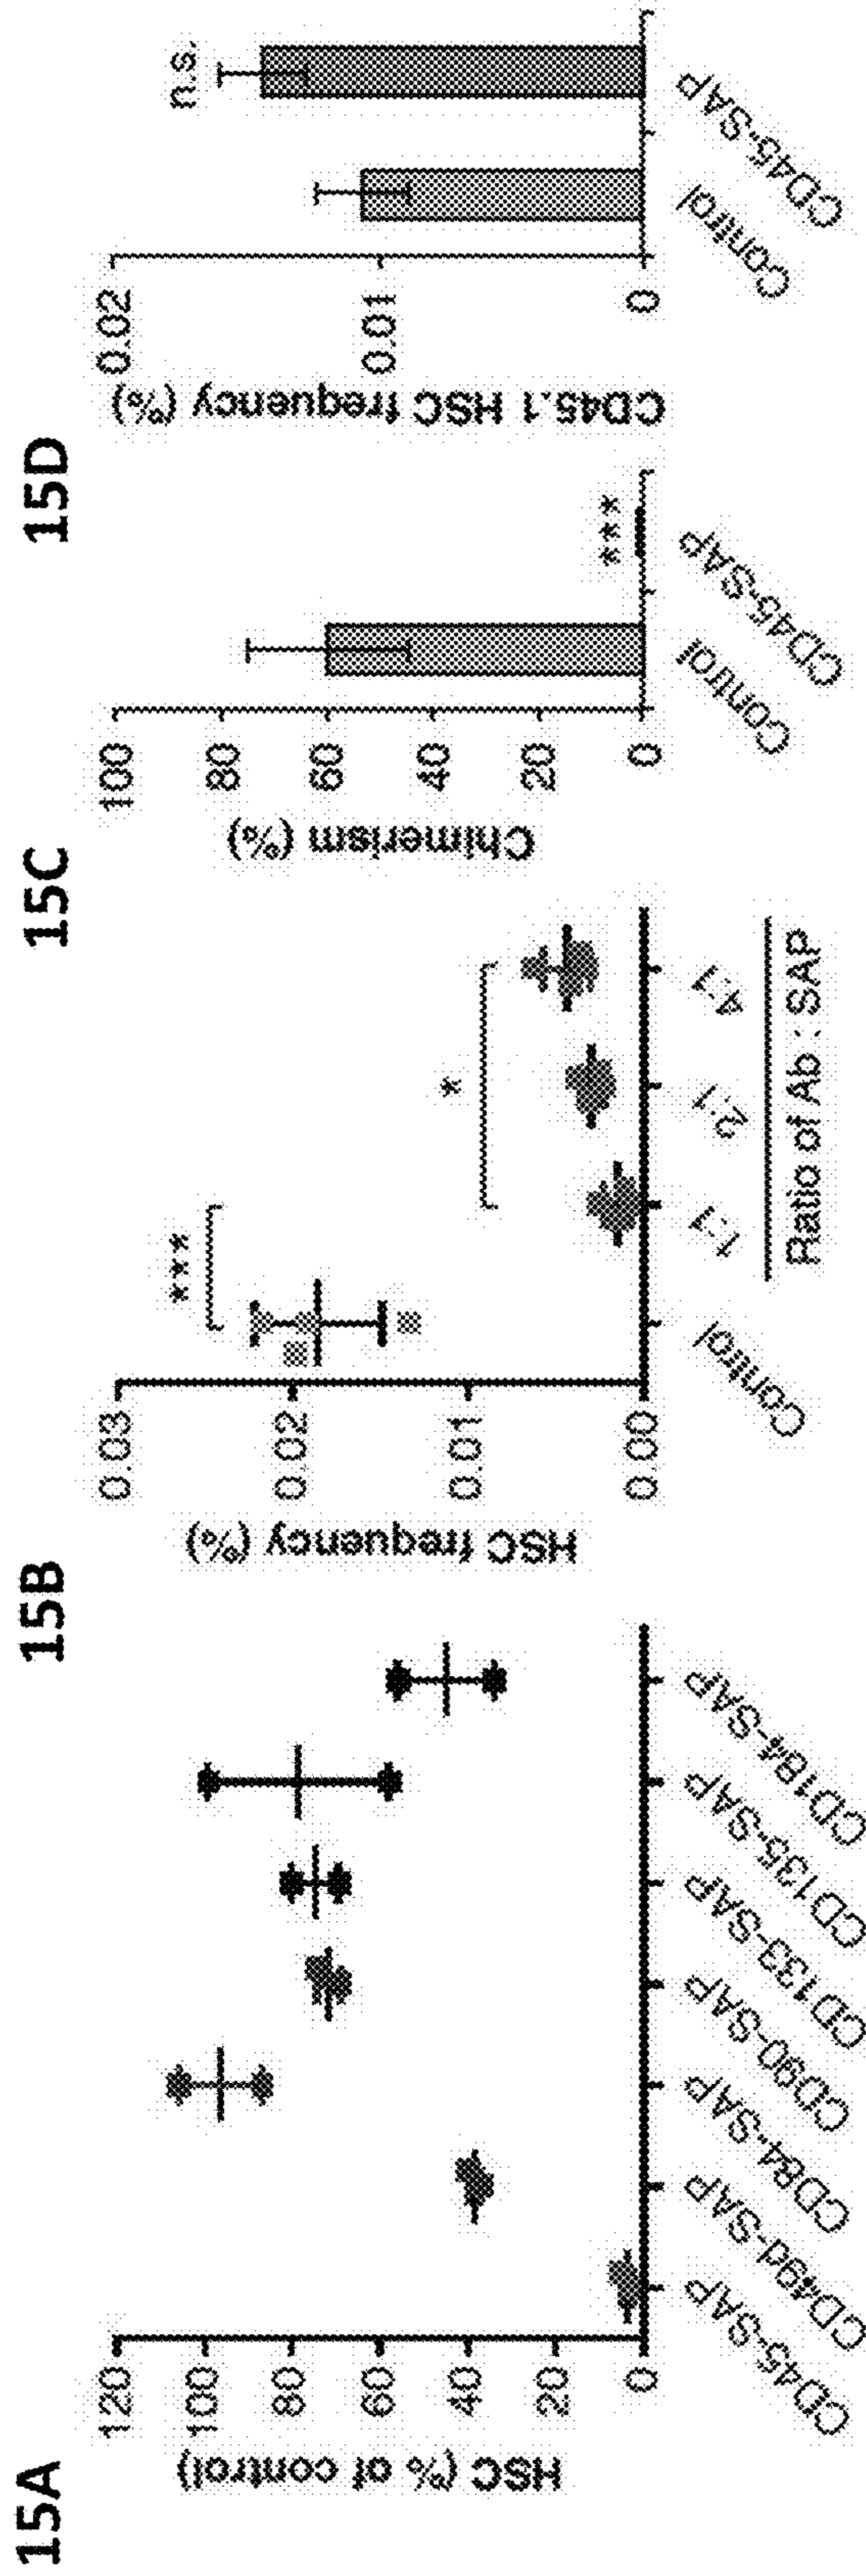 15A
HSC (% of control)
120
100
80
60
40
20
0
CD45-SAP
CD49d-SAP
CD84-SAP
CD90-SAP
CD133-SAP
CD135-SAP
CD184-SAP
15B
HSC frequency (%)
0.03
0.02
0.01
0.00
***
*
Control
1:1
2:1
4:1
Ratio of Ab : SAP
15C
Chimerism (%)
100
80
60
40
20
0
***
Control
CD45-SAP
15D
CD45.1 HSC frequency (%)
0.02
0.01
0
n.s.
Control
CD45-SAP